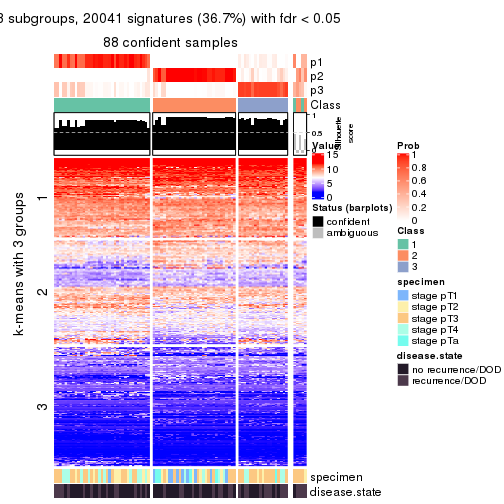 3 subgroups, 20041 signatures (36.7%) with fdr < 0.05
88 confident samples
p1
p2
p3
Class
1
0.5
0
Silhouette
score
k-means with 3 groups
1
2
3
Value
15
10
5
0
Status (barplots)
confident
ambiguous
Prob
1
0.8
0.6
0.4
0.2
0
Class
1
2
3
specimen
stage pT1
stage pT2
stage pT3
stage pT4
stage pTa
disease.state
no recurrence/DOD
recurrence/DOD
specimen
disease.state